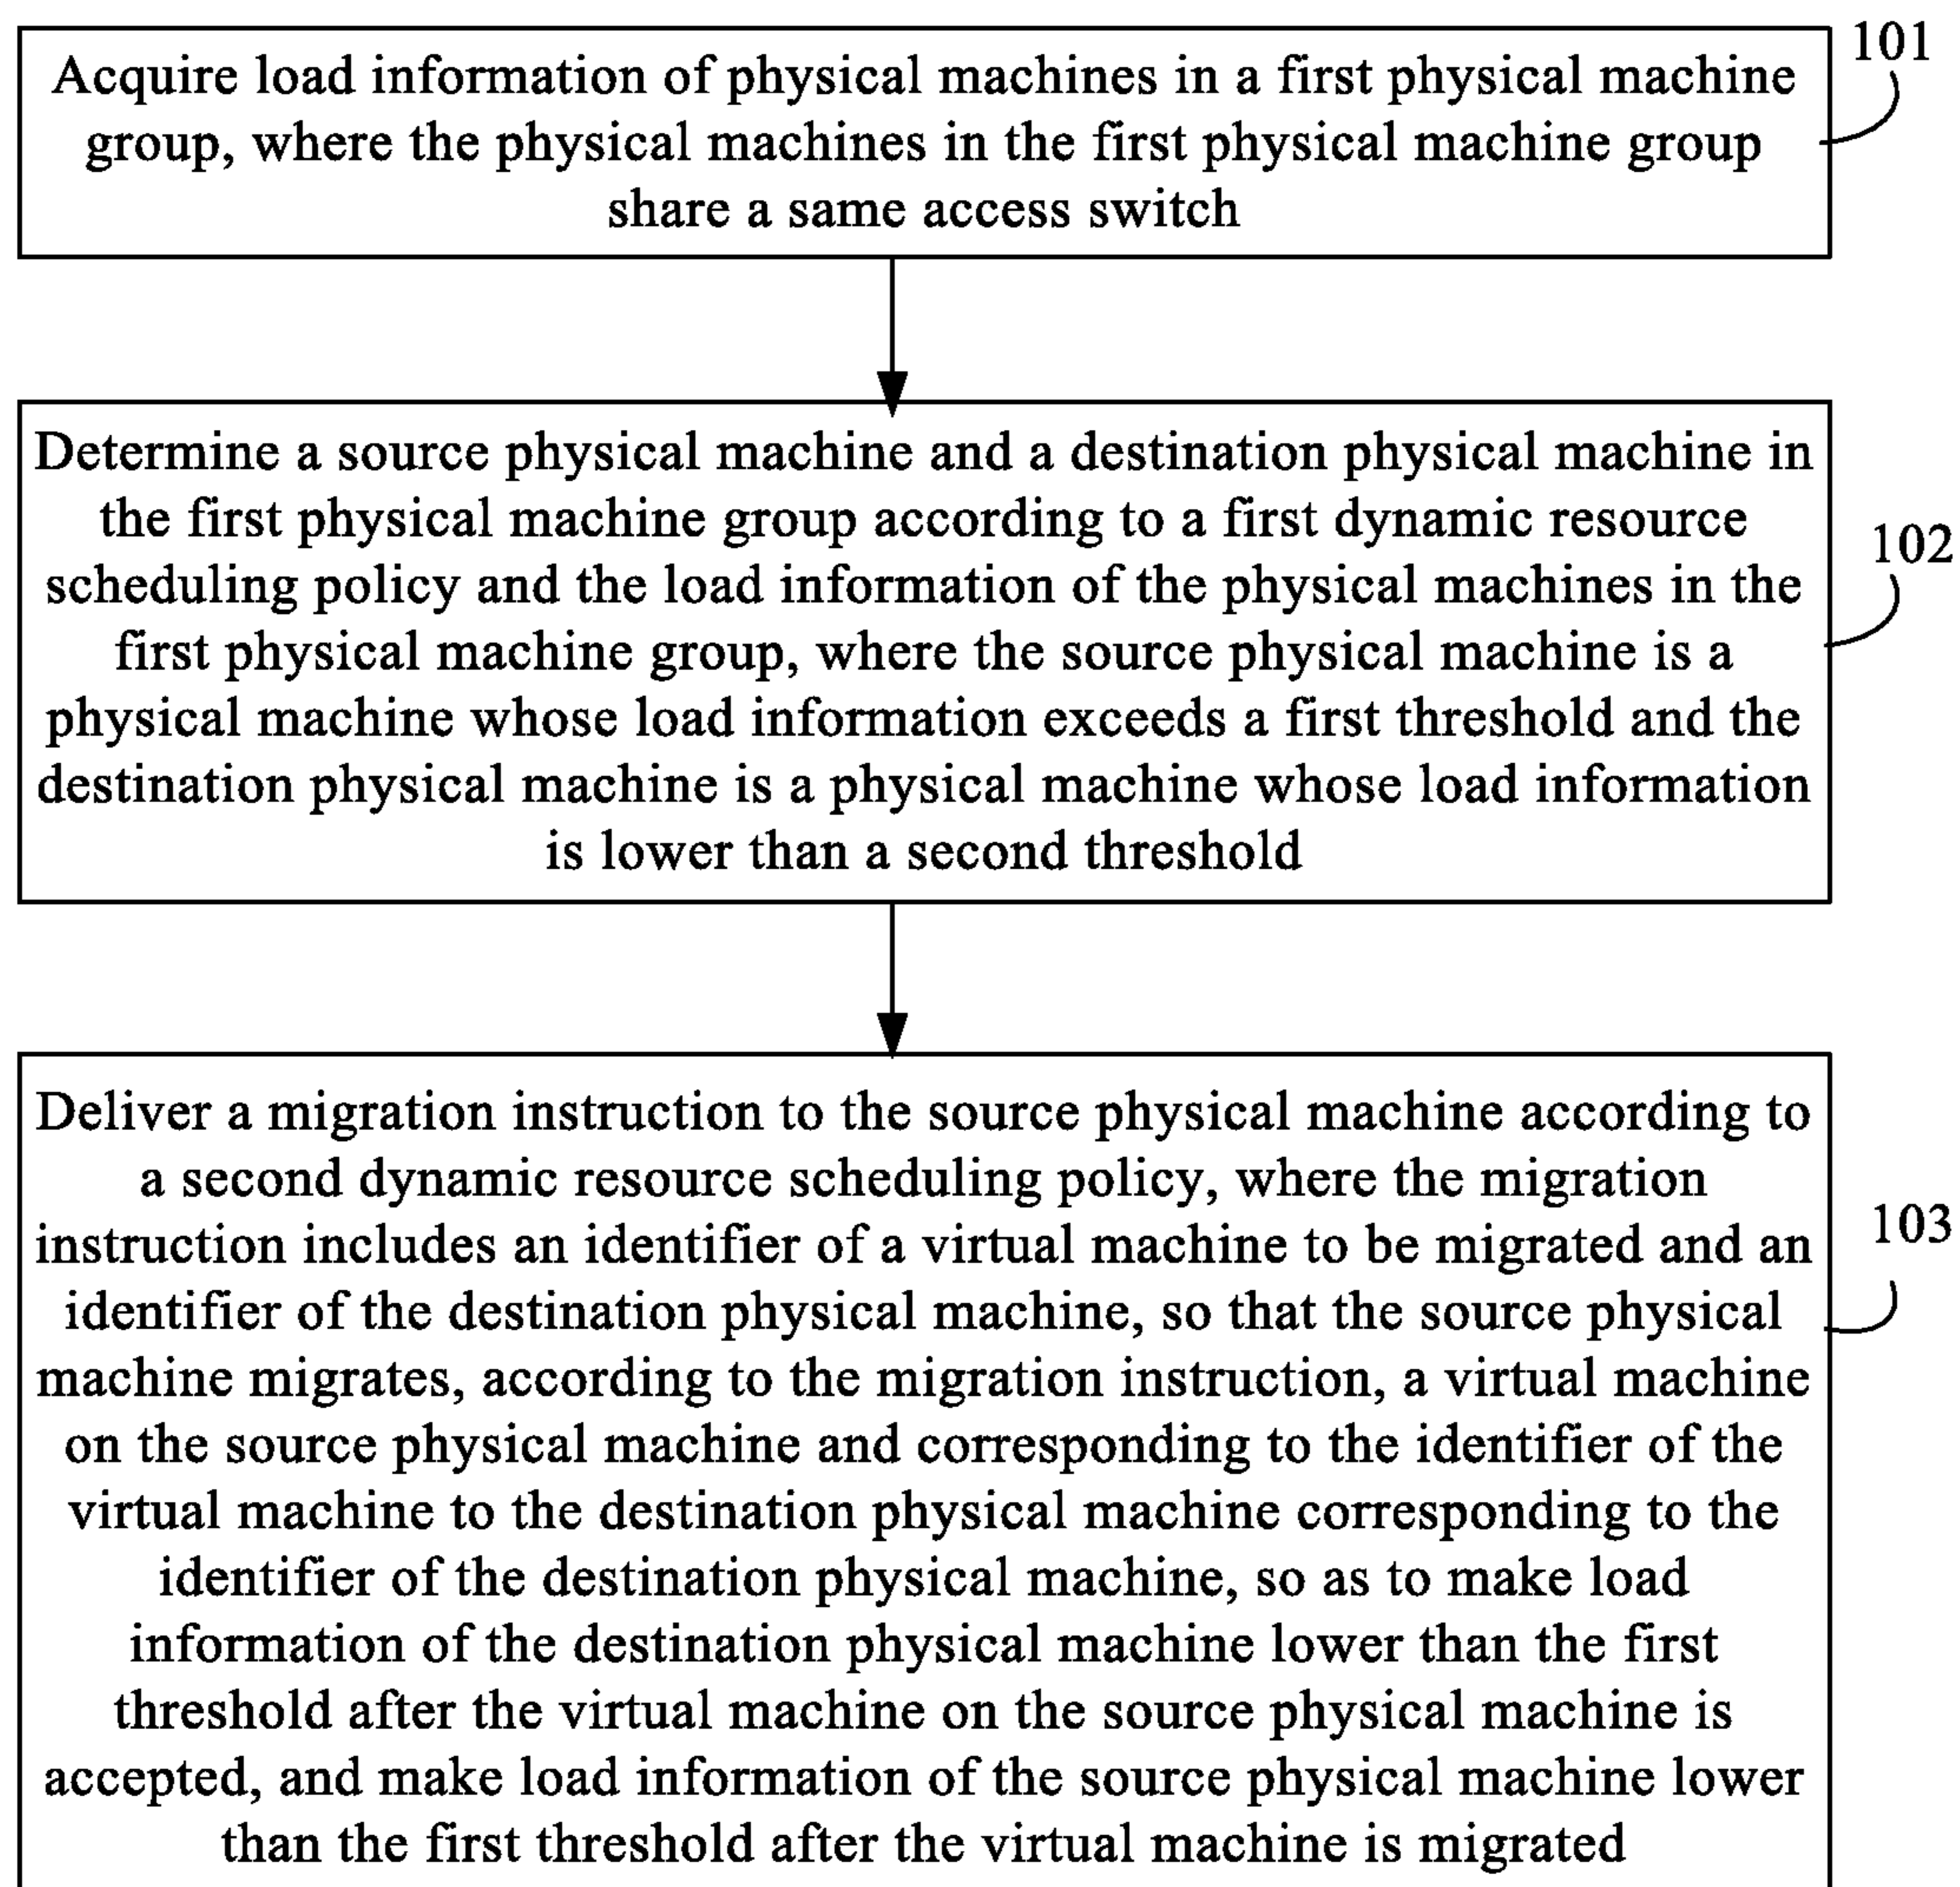 Acquire load information of physical machines in a first physical machine
group, where the physical machines in the first physical machine group
share a same access switch
101
Determine a source physical machine and a destination physical machine in
the first physical machine group according to a first dynamic resource
scheduling policy and the load information of the physical machines in the
first physical machine group, where the source physical machine is a
physical machine whose load information exceeds a first threshold and the
destination physical machine is a physical machine whose load information
is lower than a second threshold
102
Deliver a migration instruction to the source physical machine according to
a second dynamic resource scheduling policy, where the migration
instruction includes an identifier of a virtual machine to be migrated and an
identifier of the destination physical machine, so that the source physical
machine migrates, according to the migration instruction, a virtual machine
on the source physical machine and corresponding to the identifier of the
virtual machine to the destination physical machine corresponding to the
identifier of the destination physical machine, so as to make load
information of the destination physical machine lower than the first
threshold after the virtual machine on the source physical machine is
accepted, and make load information of the source physical machine lower
than the first threshold after the virtual machine is migrated
103